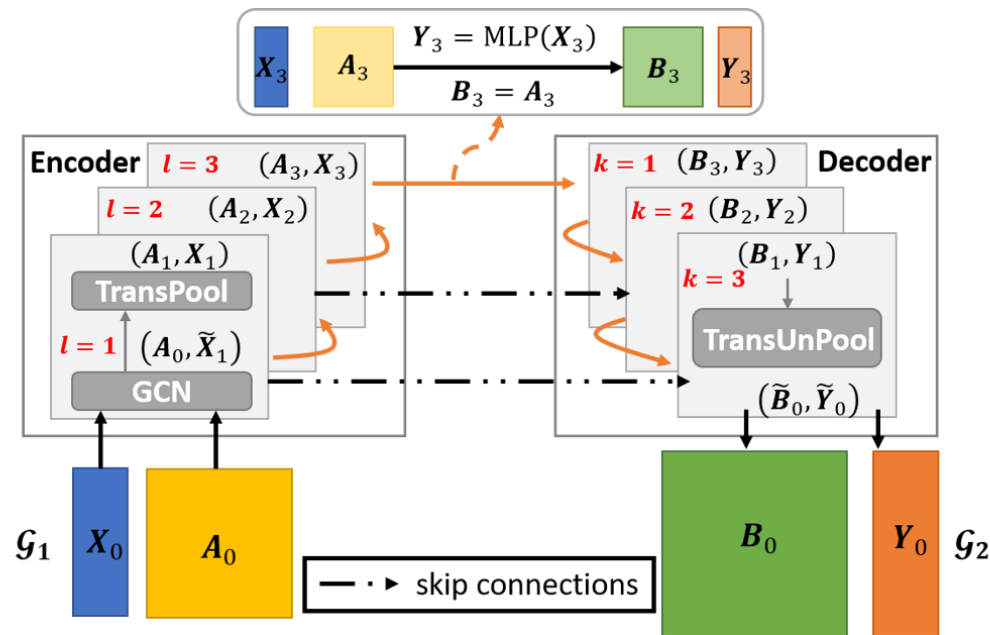 Y₃ = MLP(X₃)
X₃ A₃ B₃ Y₃
B₃ = A₃
Encoder
l = 3 (A₃, X₃)
l = 2 (A₂, X₂)
(A₁, X₁)
TransPool
l = 1 (A₀, X̃₁)
GCN
Decoder
k = 1 (B₃, Y₃)
k = 2 (B₂, Y₂)
(B₁, Y₁)
k = 3
TransUnPool
(B̃₀, Ỹ₀)
𝒢₁ X₀ A₀
B₀ Y₀ 𝒢₂
skip connections